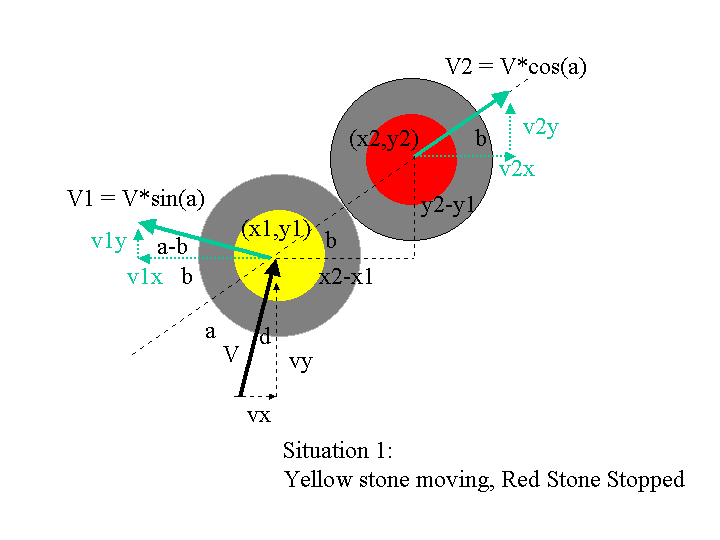 V2 = V*cos(a)
(x2,y2)
b
v2y
v2x
V1 = V*sin(a)
y2-y1
(x1,y1)
b
v1y
a-b
v1x
b
x2-x1
a
V
d
vy
vx
Situation 1:
Yellow stone moving, Red Stone Stopped